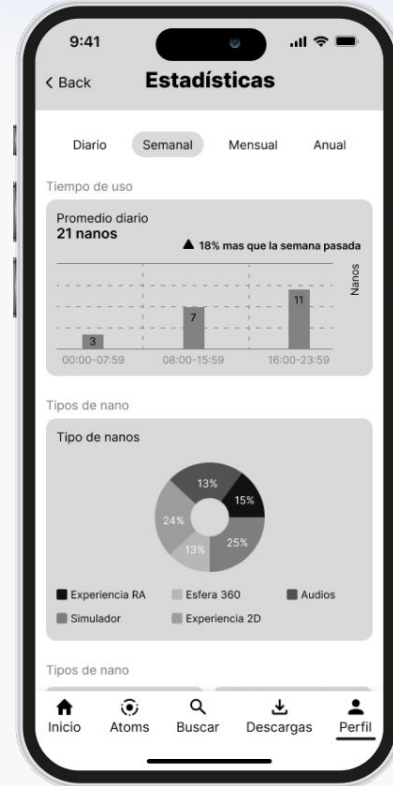 9:41
Back
Estadísticas
Diario Semanal Mensual Anual
Tiempo de uso
Promedio diario
21 nanos
18% mas que la semana pasada
Nanos
3
7
11
00:00-07:59 08:00-15:59 16:00-23:59
Tipos de nano
Tipo de nanos
13%
15%
24%
25%
13%
Experiencia RA Esfera 360 Audios
Simulador Experiencia 2D
Tipos de nano
Inicio Atoms Buscar Descargas Perfil